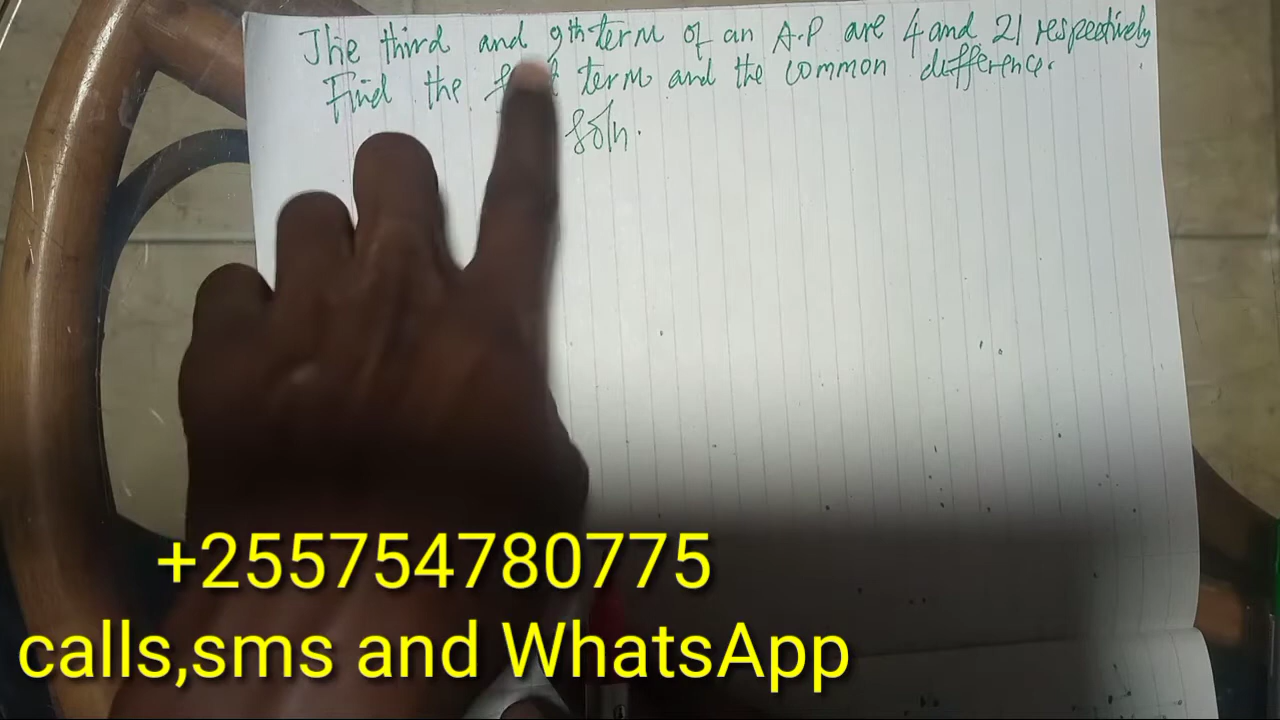 The third and 9th term of an A.P are 4 and 21 respectively
Find the term and the common difference.
soln.
+255754780775
calls,sms and WhatsApp